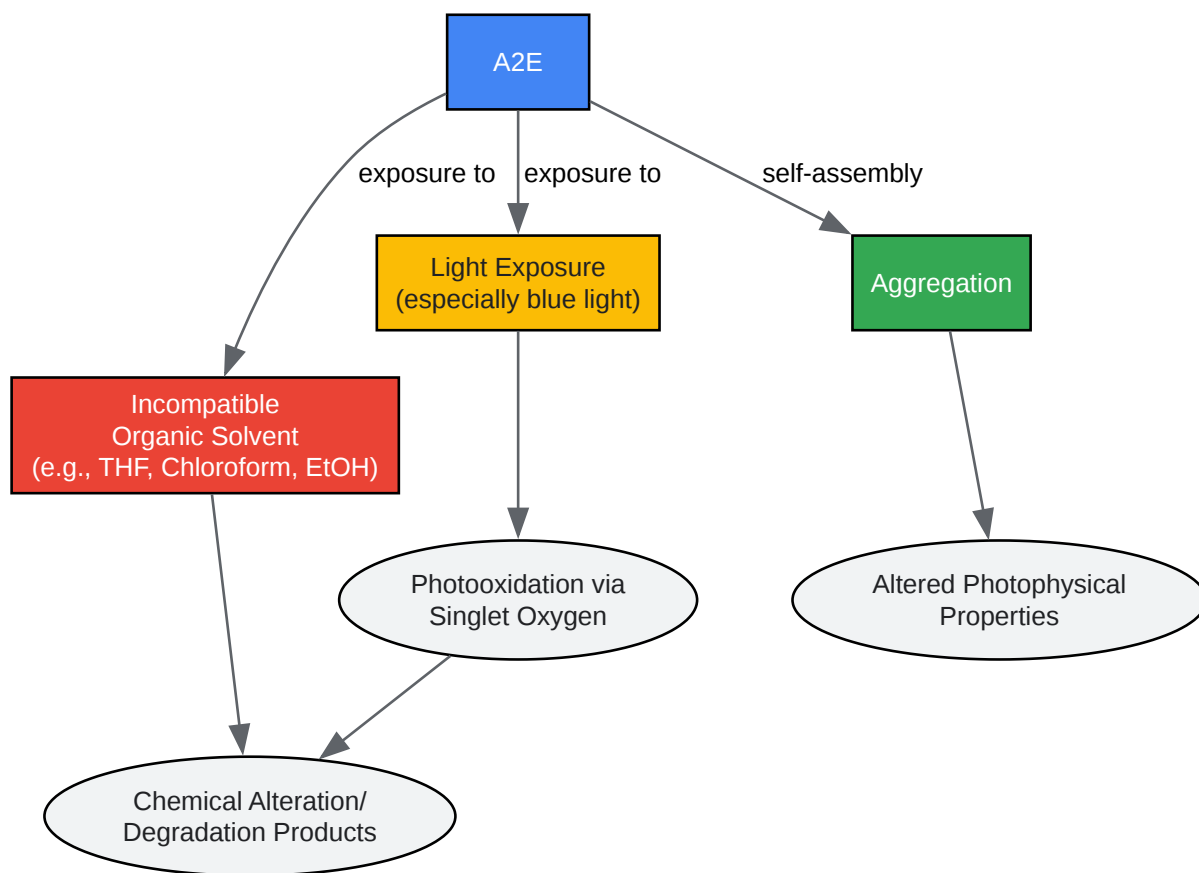 A2E
exposure to
exposure to
self-assembly
Light Exposure
(especially blue light)
Aggregation
Incompatible
Organic Solvent
(e.g., THF, Chloroform, EtOH)
Photooxidation via
Singlet Oxygen
Altered Photophysical
Properties
Chemical Alteration/
Degradation Products